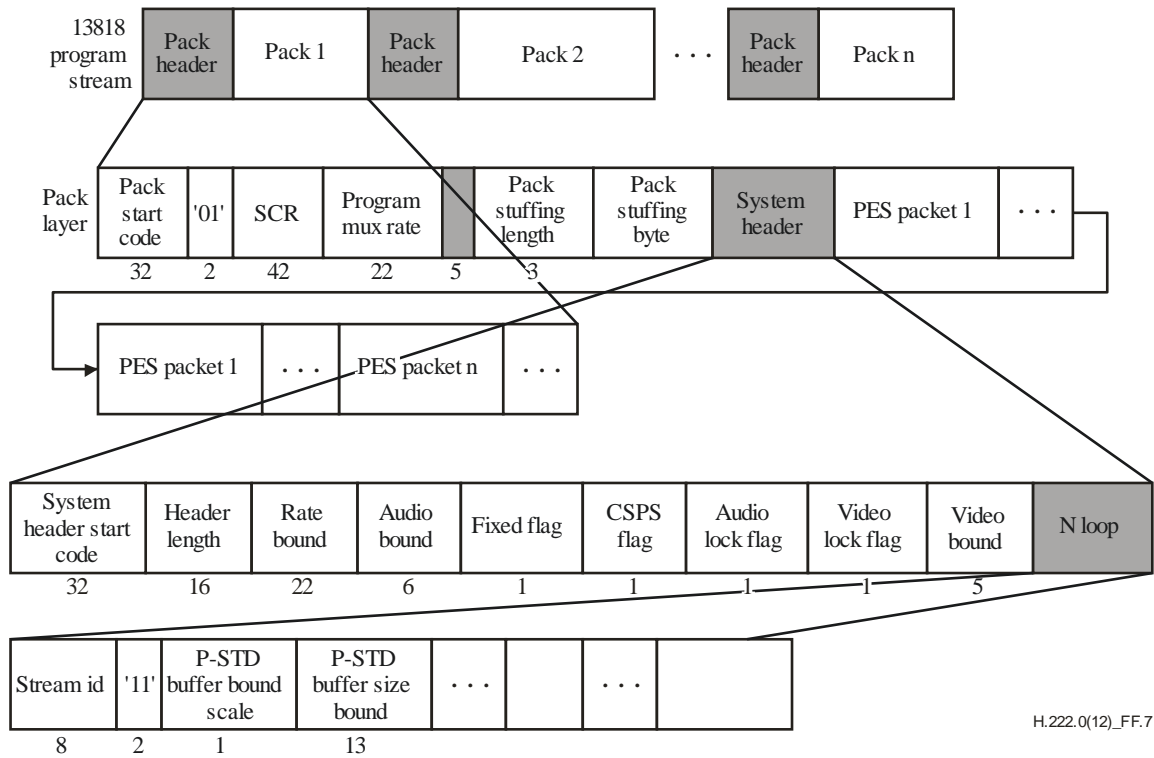 13818
program
stream
Pack
header
Pack 1
Pack
header
Pack 2
. . .
Pack
header
Pack n
Pack
layer
Pack
start
code
'01'
SCR
Program
mux rate
Pack
stuffing
length
Pack
stuffing
byte
System
header
PES packet 1
. . .
32
2
42
22
5
3
PES packet 1
. . .
PES packet n
. . .
System
header start
code
Header
length
Rate
bound
Audio
bound
Fixed flag
CSPS
flag
Audio
lock flag
Video
lock flag
Video
bound
N loop
32
16
22
6
1
1
1
1
5
Stream id
'11'
P-STD
buffer bound
scale
P-STD
buffer size
bound
. . .
. . .
8
2
1
13
H.222.0(12)_FF.7